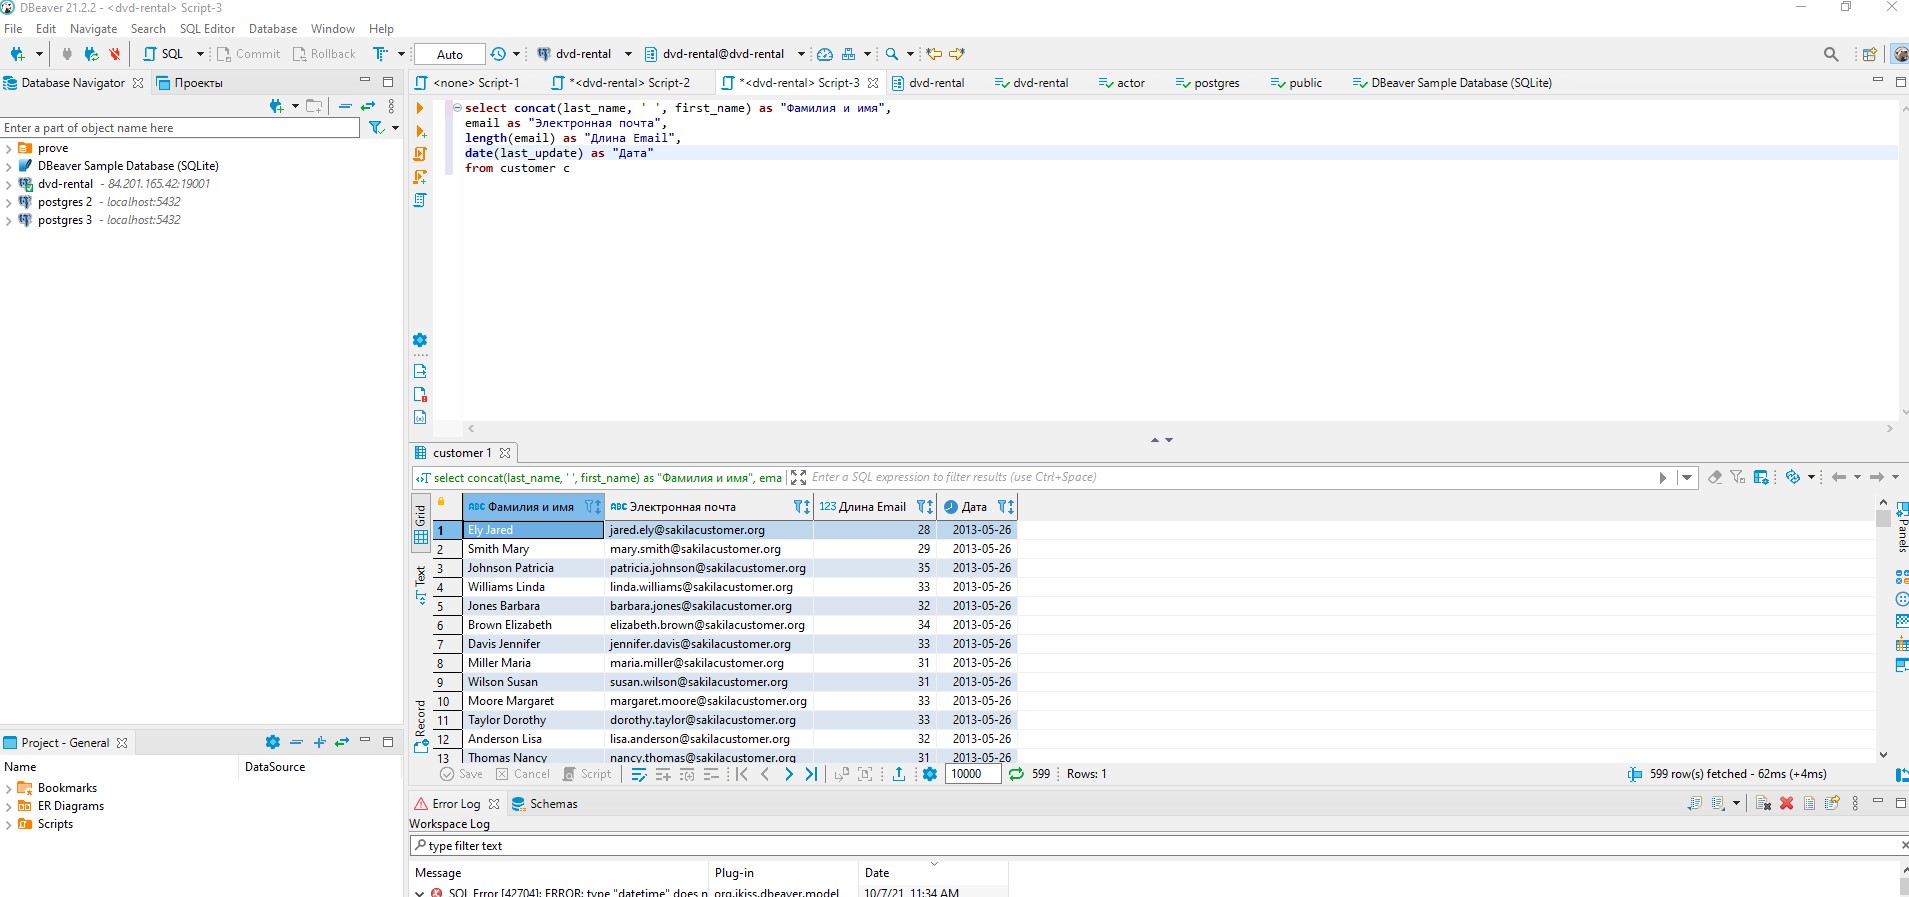 DBeaver 21.2.2 - <dvd-rental> Script-3
File Edit Navigate Search SQL Editor Database Window Help
SQL Commit Rollback Auto dvd-rental dvd-rental@dvd-rental
Database Navigator Проекты
Enter a part of object name here
prove
DBeaver Sample Database (SQLite)
dvd-rental - 84.201.165.42:19001
postgres 2 - localhost:5432
postgres 3 - localhost:5432
<none> Script-1 *<dvd-rental> Script-2 *<dvd-rental> Script-3 dvd-rental dvd-rental actor postgres public DBeaver Sample Database (SQLite)
select concat(last_name, ' ', first_name) as "Фамилия и имя",
email as "Электронная почта",
length(email) as "Длина Email",
date(last_update) as "Дата"
from customer c
customer 1
select concat(last_name, ' ', first_name) as "Фамилия и имя", ema Enter a SQL expression to filter results (use Ctrl+Space)
Grid
Text
Record
Panels
ABC Фамилия и имя ABC Электронная почта 123 Длина Email Дата
1 Ely Jared jared.ely@sakilacustomer.org 28 2013-05-26
2 Smith Mary mary.smith@sakilacustomer.org 29 2013-05-26
3 Johnson Patricia patricia.johnson@sakilacustomer.org 35 2013-05-26
4 Williams Linda linda.williams@sakilacustomer.org 33 2013-05-26
5 Jones Barbara barbara.jones@sakilacustomer.org 32 2013-05-26
6 Brown Elizabeth elizabeth.brown@sakilacustomer.org 34 2013-05-26
7 Davis Jennifer jennifer.davis@sakilacustomer.org 33 2013-05-26
8 Miller Maria maria.miller@sakilacustomer.org 31 2013-05-26
9 Wilson Susan susan.wilson@sakilacustomer.org 31 2013-05-26
10 Moore Margaret margaret.moore@sakilacustomer.org 33 2013-05-26
11 Taylor Dorothy dorothy.taylor@sakilacustomer.org 33 2013-05-26
12 Anderson Lisa lisa.anderson@sakilacustomer.org 32 2013-05-26
13 Thomas Nancy nancy.thomas@sakilacustomer.org 31 2013-05-26
Save Cancel Script 10000 599 Rows: 1 599 row(s) fetched - 62ms (+4ms)
Project - General
Name DataSource
Bookmarks
ER Diagrams
Scripts
Error Log Schemas
Workspace Log
type filter text
Message Plug-in Date
SQL Error [42704]: ERROR: type "datetime" does n org.jkiss.dbeaver.model 10/7/21, 11:34 AM